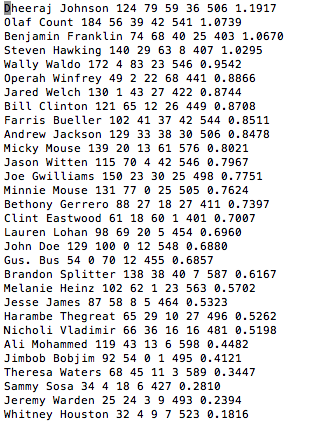 Dheeraj Johnson 124 79 59 36 506 1.1917
Olaf Count 184 56 39 42 541 1.0739
Benjamin Franklin 74 68 40 25 403 1.0670
Steven Hawking 140 29 63 8 407 1.0295
Wally Waldo 172 4 83 23 546 0.9542
Operah Winfrey 49 2 22 68 441 0.8866
Jared Welch 130 1 43 27 422 0.8744
Bill Clinton 121 65 12 26 449 0.8708
Farris Bueller 102 41 37 42 544 0.8511
Andrew Jackson 129 33 38 30 506 0.8478
Micky Mouse 139 20 13 61 576 0.8021
Jason Witten 115 70 4 42 546 0.7967
Joe Gwilliams 150 23 30 25 498 0.7751
Minnie Mouse 131 77 0 25 505 0.7624
Bethony Gerrero 88 27 18 27 411 0.7397
Clint Eastwood 61 18 60 1 401 0.7007
Lauren Lohan 98 69 20 5 454 0.6960
John Doe 129 100 0 12 548 0.6880
Gus. Bus 54 0 70 12 455 0.6857
Brandon Splitter 138 38 40 7 587 0.6167
Melanie Heinz 102 62 1 23 563 0.5702
Jesse James 87 58 8 5 464 0.5323
Harambe Thegreat 65 29 10 27 496 0.5262
Nicholi Vladimir 66 36 16 16 481 0.5198
Ali Mohammed 119 43 13 6 598 0.4482
Jimbob Bobjim 92 54 0 1 495 0.4121
Theresa Waters 68 45 11 3 589 0.3447
Sammy Sosa 34 4 18 6 427 0.2810
Jeremy Warden 25 24 3 9 493 0.2394
Whitney Houston 32 4 9 7 523 0.1816